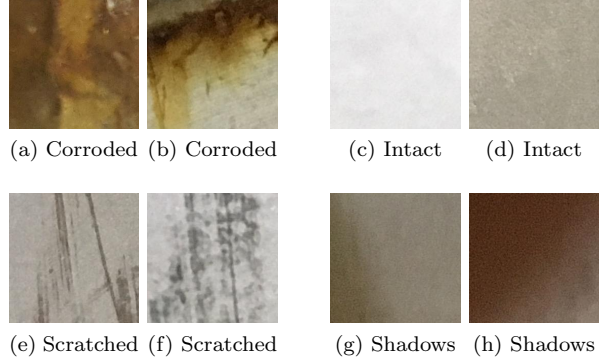 (a) Corroded (b) Corroded (c) Intact (d) Intact
(e) Scratched (f) Scratched (g) Shadows (h) Shadows